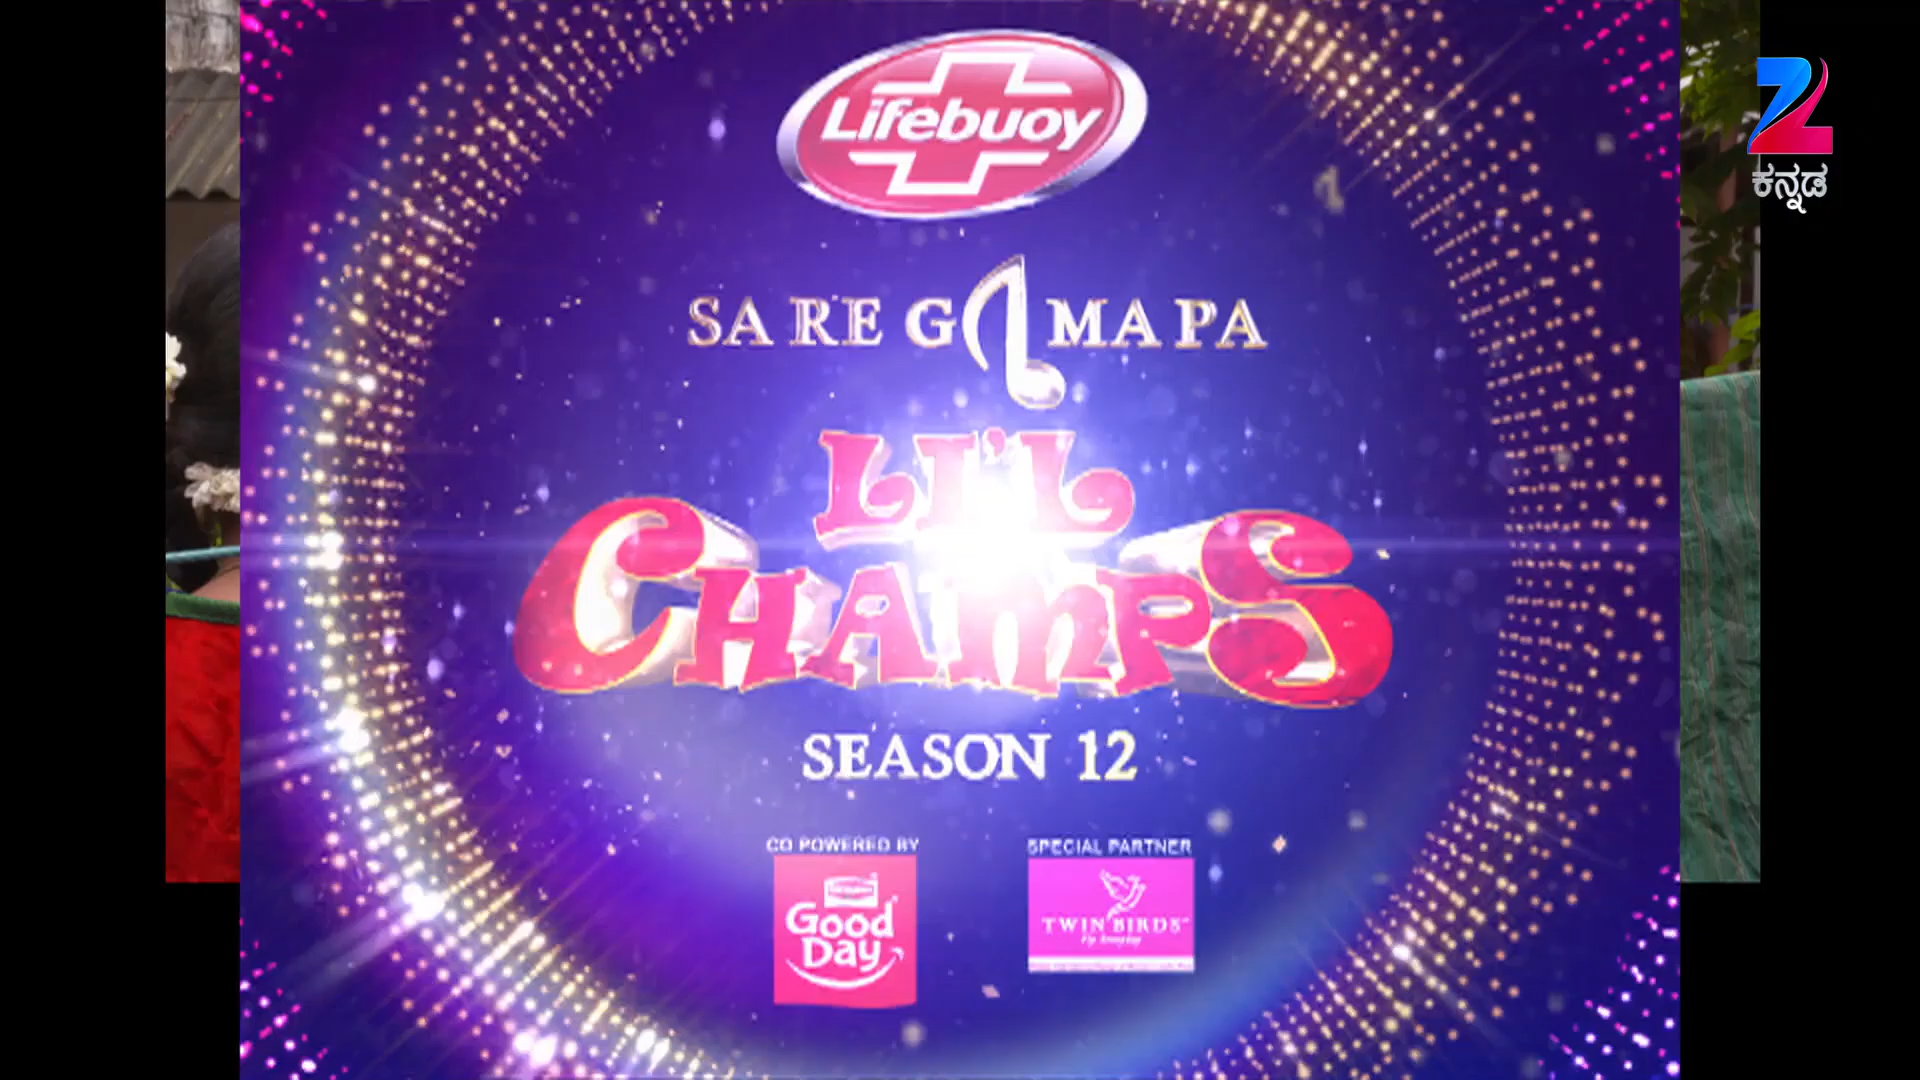 Lifebuoy
ಕನ್ನಡ
SA RE GA MA PA
LI'L
CHAMPS
SEASON 12
CO POWERED BY
SPECIAL PARTNER
Good
Day
TWIN BIRDS